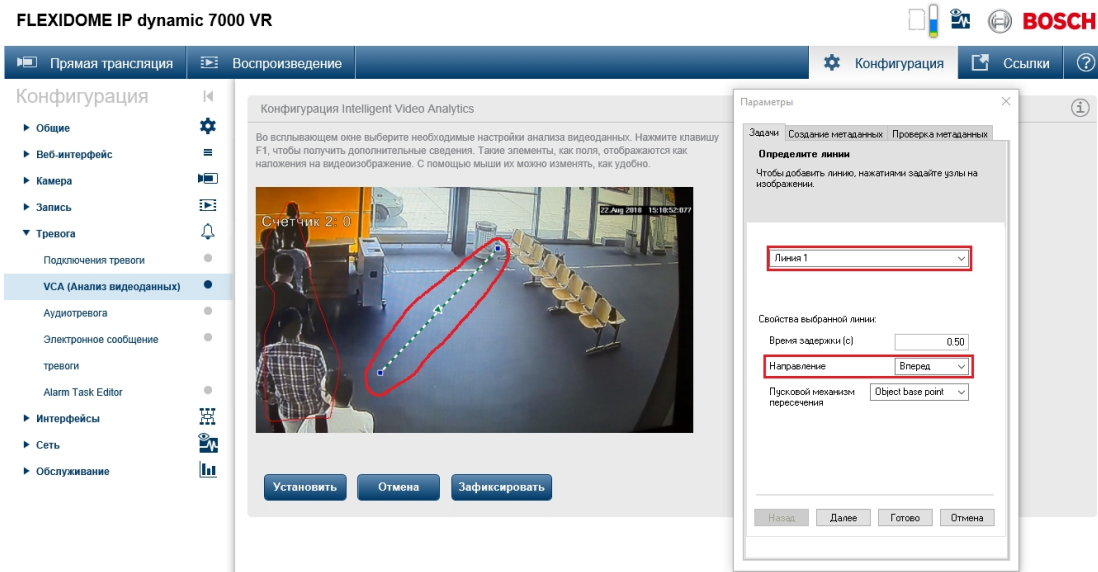 FLEXIDOME IP dynamic 7000 VR
BOSCH
Прямая трансляция
Воспроизведение
Конфигурация
Ссылки
?
Конфигурация
Общие
Веб-интерфейс
Камера
Запись
Тревога
Подключения тревоги
VCA (Анализ видеоданных)
Аудиотревога
Электронное сообщение
тревоги
Alarm Task Editor
Интерфейсы
Сеть
Обслуживание
Конфигурация Intelligent Video Analytics
Во всплывающем окне выберите необходимые настройки анализа видеоданных. Нажмите клавишу
F1, чтобы получить дополнительные сведения. Такие элементы, как поля, отображаются как
наложения на видеоизображение. С помощью мыши их можно изменять, как удобно.
22.Aug 2018 15:18:52:077
Счетчик 2: 0
Установить
Отмена
Зафиксировать
Параметры
Задачи
Создание метаданных
Проверка метаданных
Определите линии
Чтобы добавить линию, нажатиями задайте узлы на
изображении.
Линия 1
Свойства выбранной линии:
Время задержки (с)
0.50
Направление
Вперед
Пусковой механизм
пересечения
Object base point
Назад
Далее
Готово
Отмена